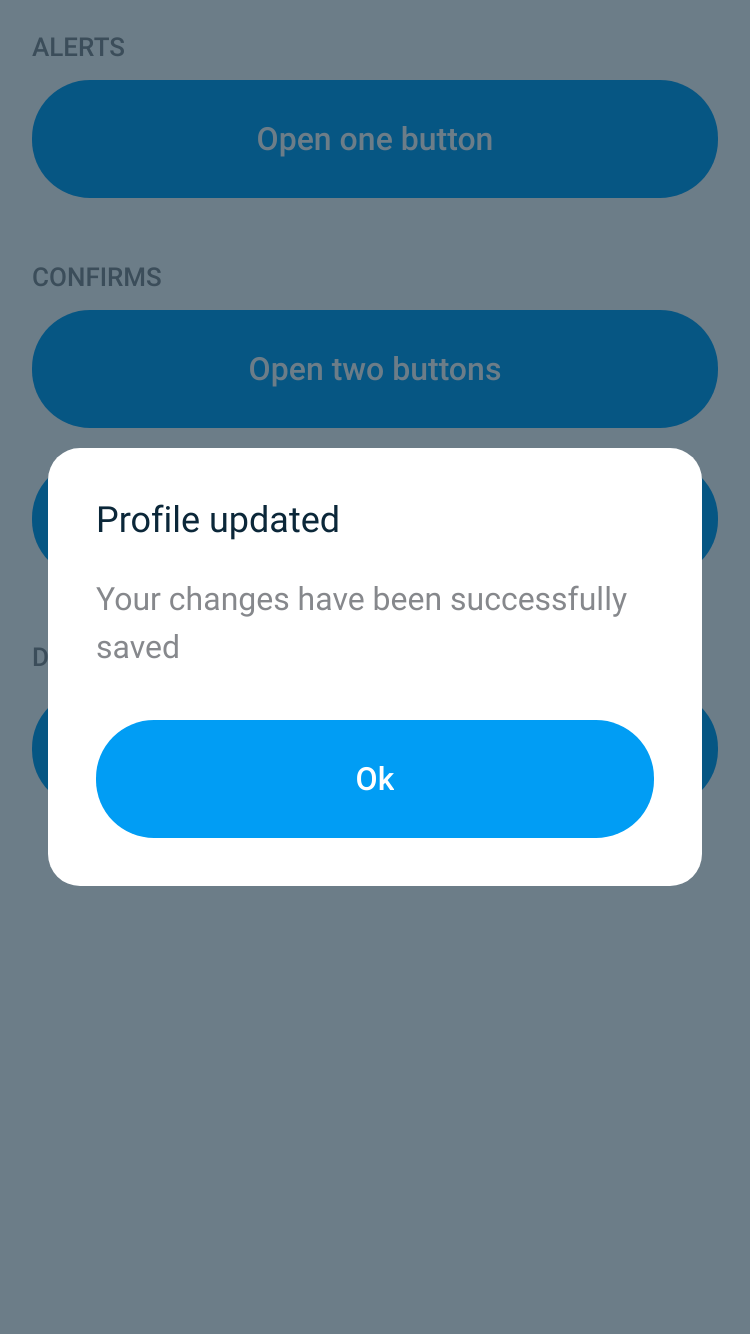 ALERTS
Open one button
CONFIRMS
Open two buttons
Profile updated
Your changes have been successfully
saved
D
Ok